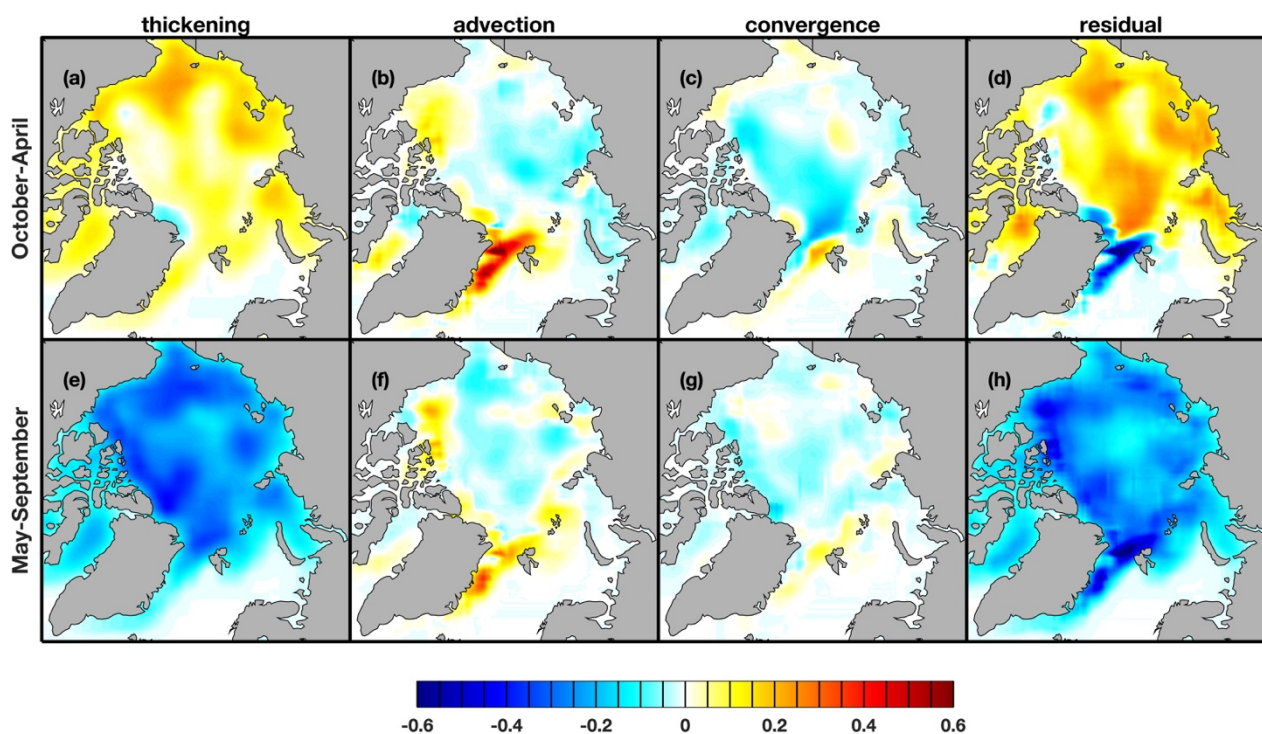 thickening advection convergence residual
October-April
(a) (b) (c) (d)
May-September
(e) (f) (g) (h)
-0.6 -0.4 -0.2 0 0.2 0.4 0.6